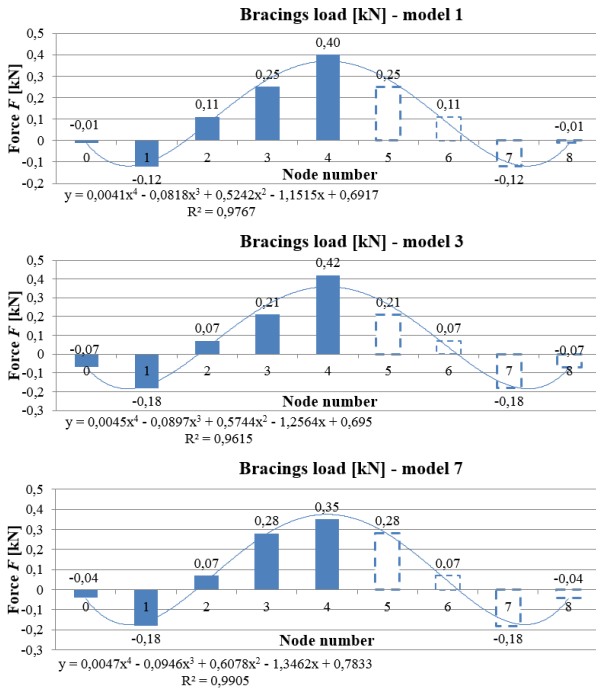 Bracings load [kN] - model 1
Force F [kN]
0,5
0,4
0,3
0,2
0,1
0
-0,1
-0,2
-0,01
-0,12
0,11
0,25
0,40
0,25
0,11
-0,12
-0,01
0 1 2 3 4 5 6 7 8
Node number
y = 0,0041x⁴ - 0,0818x³ + 0,5242x² - 1,1515x + 0,6917
R² = 0,9767
Bracings load [kN] - model 3
Force F [kN]
0,5
0,4
0,3
0,2
0,1
0
-0,1
-0,2
-0,3
-0,07
-0,18
0,07
0,21
0,42
0,21
0,07
-0,18
-0,07
0 1 2 3 4 5 6 7 8
Node number
y = 0,0045x⁴ - 0,0897x³ + 0,5744x² - 1,2564x + 0,695
R² = 0,9615
Bracings load [kN] - model 7
Force F [kN]
0,5
0,4
0,3
0,2
0,1
0
-0,1
-0,2
-0,3
-0,04
-0,18
0,07
0,28
0,35
0,28
0,07
-0,18
-0,04
0 1 2 3 4 5 6 7 8
Node number
y = 0,0047x⁴ - 0,0946x³ + 0,6078x² - 1,3462x + 0,7833
R² = 0,9905